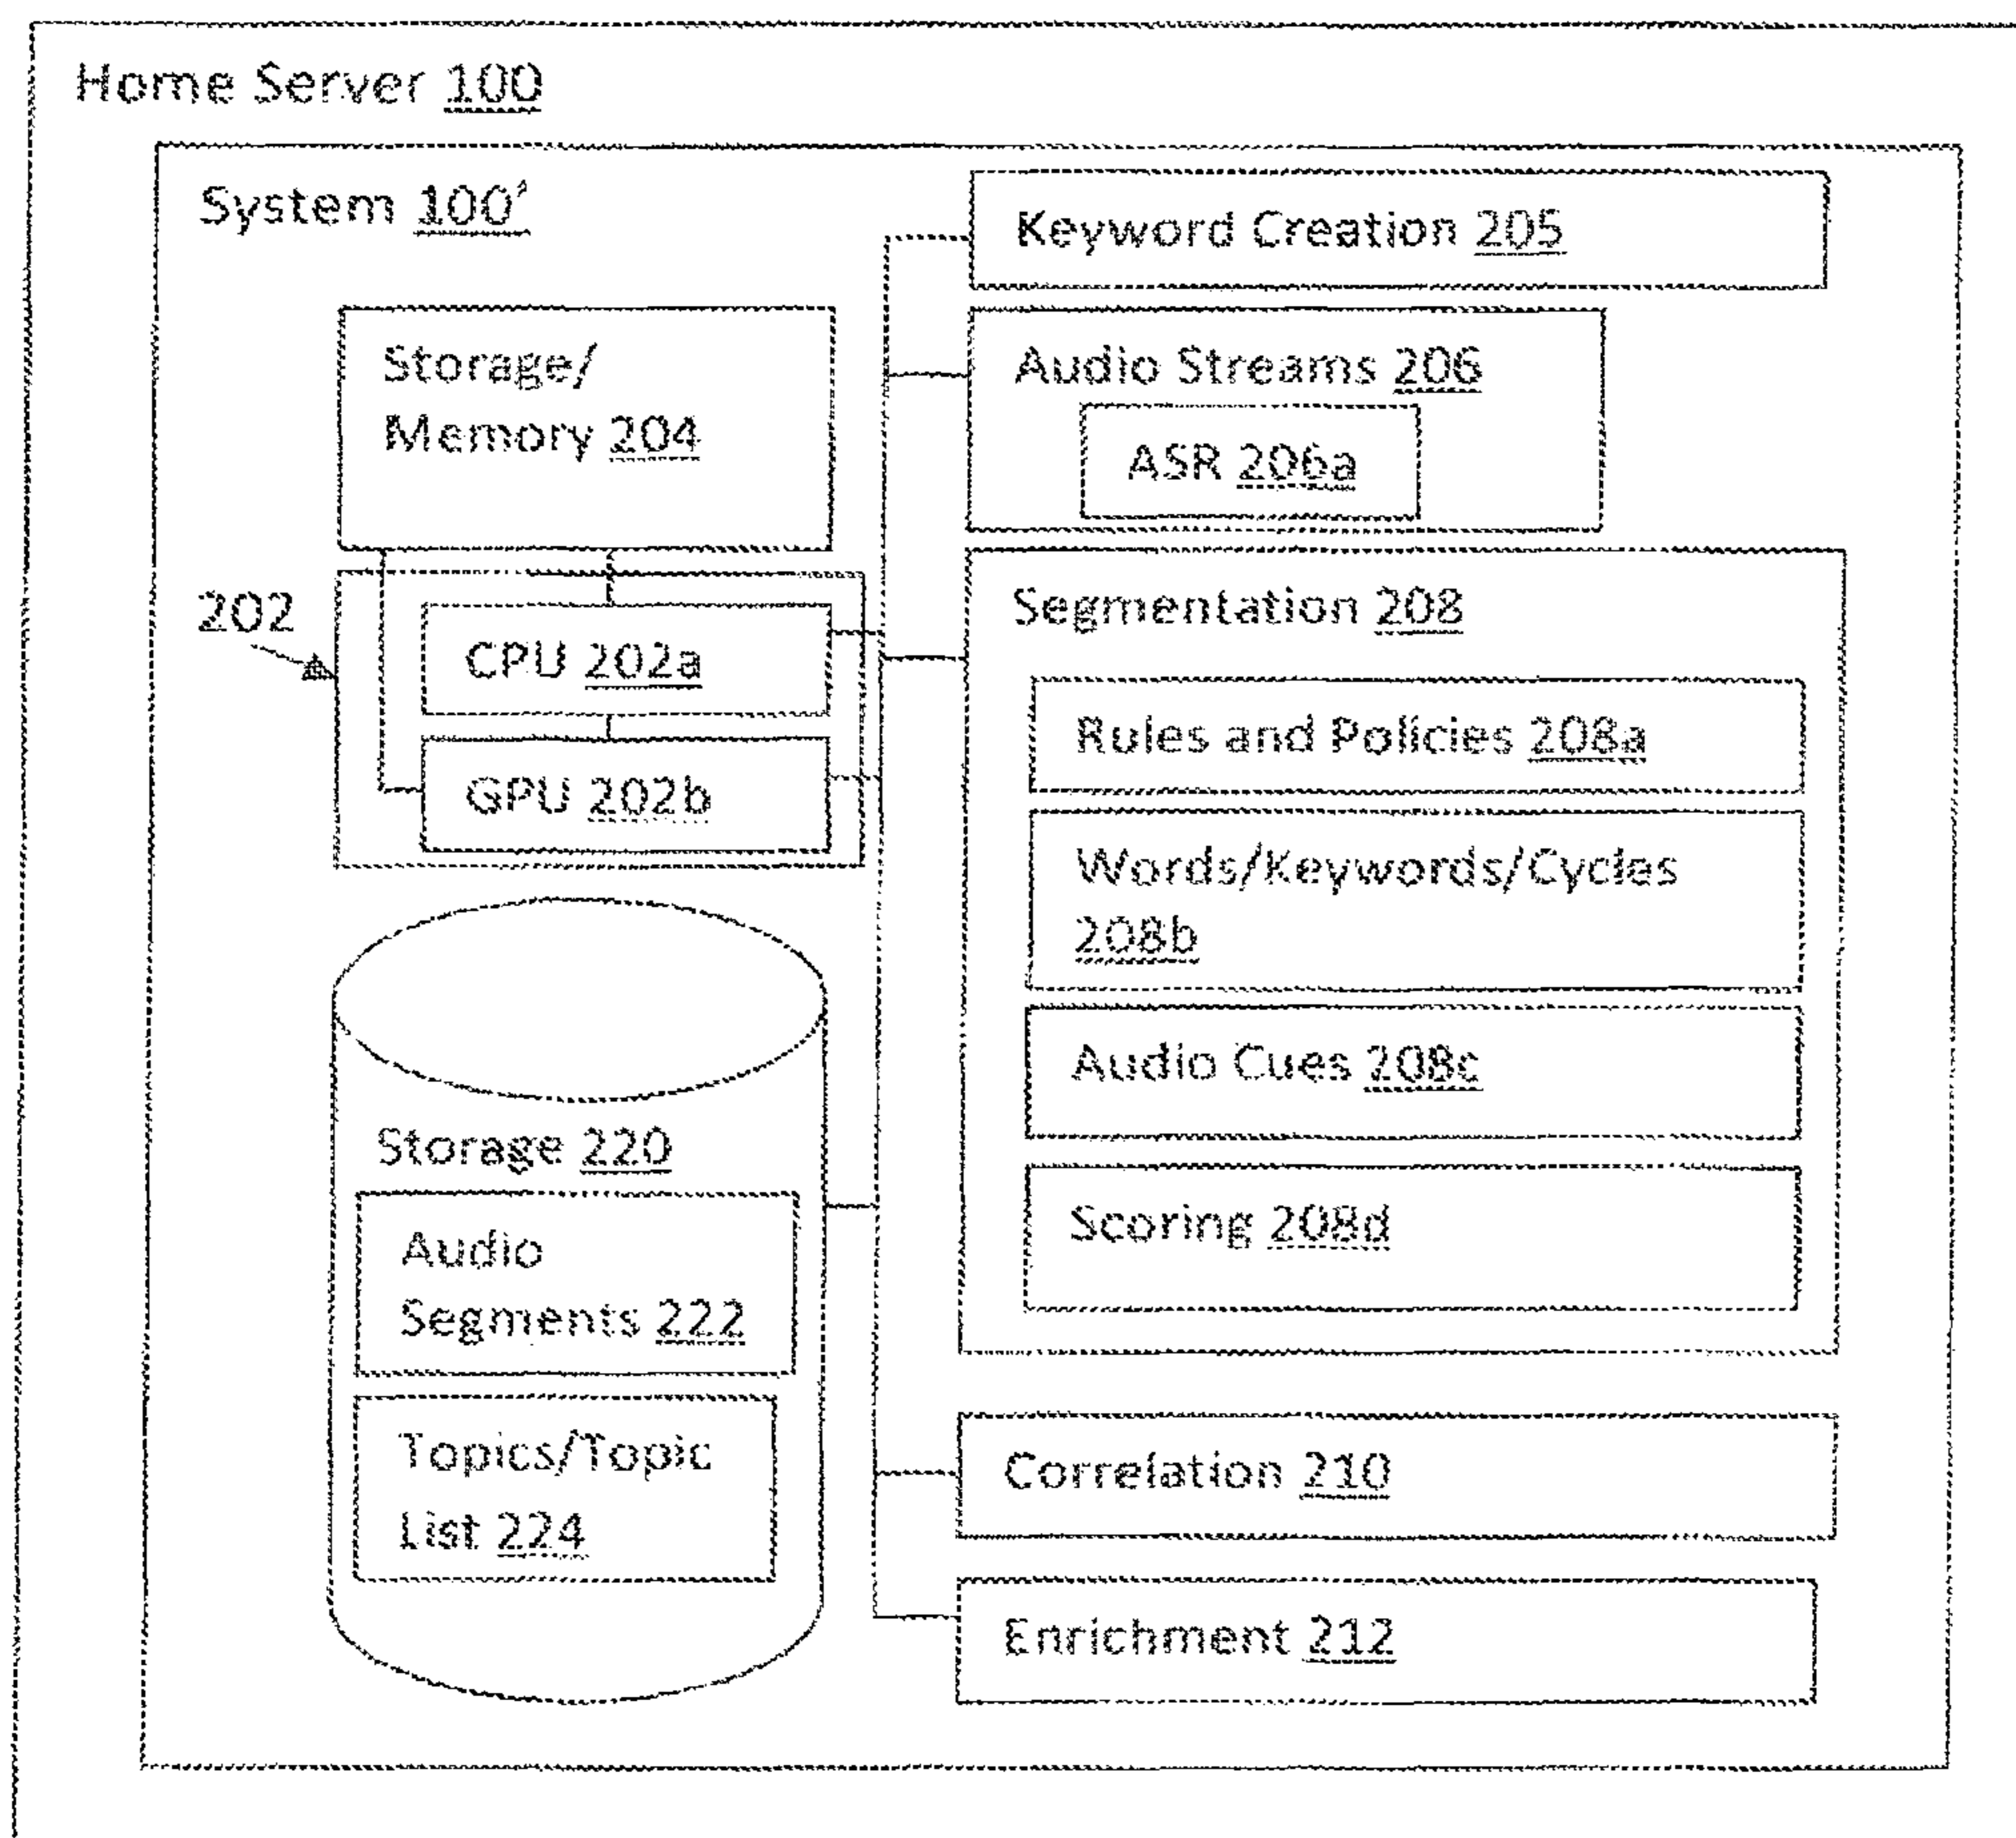 Home Server 100
System 100'
Storage/
Memory 204
202
CPU 202a
GPU 202b
Storage 220
Audio
Segments 222
Topics/Topic
List 224
Keyword Creation 205
Audio Streams 206
ASR 206a
Segmentation 208
Rules and Policies 208a
Words/Keywords/Cycles
208b
Audio Cues 208c
Scoring 208d
Correlation 210
Enrichment 212